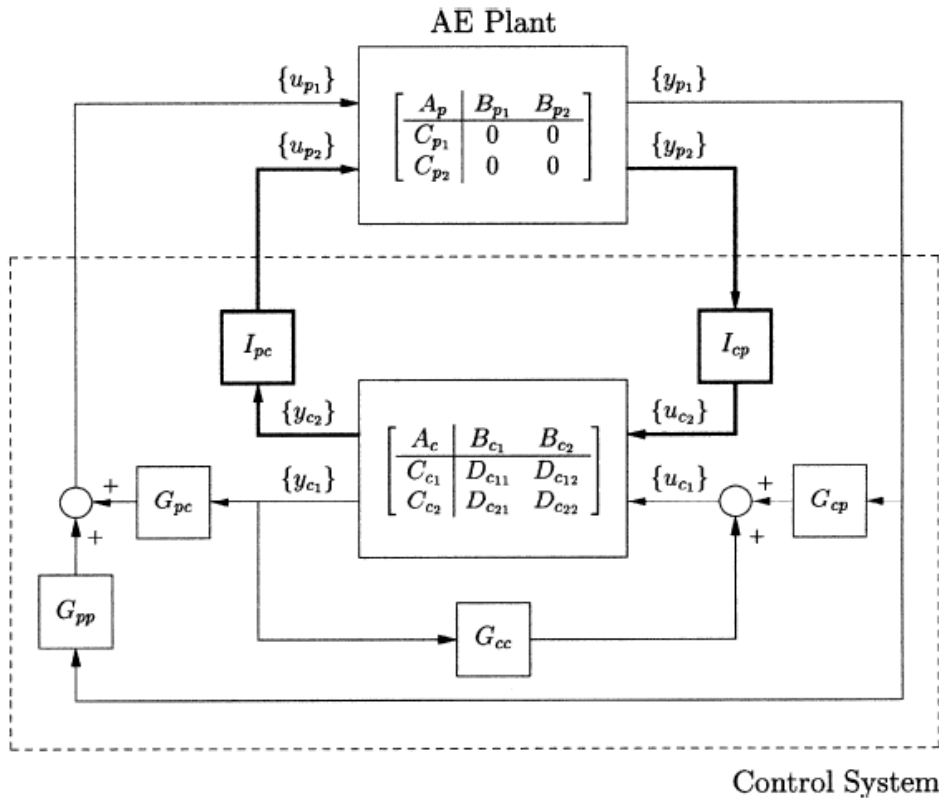 AE Plant
{u_{p_1}}
{y_{p_1}}
A_p B_{p_1} B_{p_2}
{u_{p_2}}
C_{p_1} 0 0
{y_{p_2}}
C_{p_2} 0 0
I_{pc}
I_{cp}
{y_{c_2}}
{u_{c_2}}
A_c B_{c_1} B_{c_2}
{y_{c_1}}
C_{c_1} D_{c_{11}} D_{c_{12}}
{u_{c_1}}
C_{c_2} D_{c_{21}} D_{c_{22}}
+ G_{pc}
+ G_{cp}
+
+
G_{pp}
G_{cc}
Control System